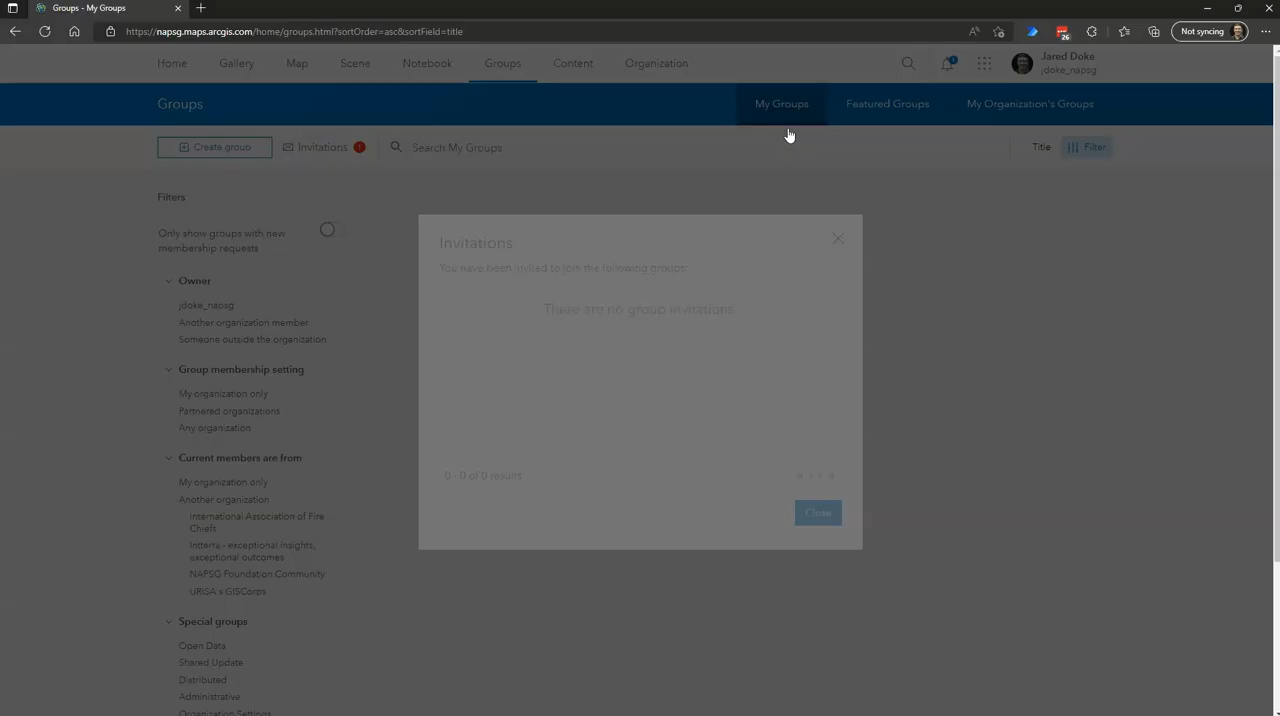 Groups - My Groups
https://napsg.maps.arcgis.com/home/groups.html?sortOrder=asc&sortField=title
26
Not syncing
Home
Gallery
Map
Scene
Notebook
Groups
Content
Organization
1
Jared Doke
jdoke_napsg
Groups
My Groups
Featured Groups
My Organization's Groups
Create group
Invitations
Search My Groups
Title
Filter
Filters
Only show groups with new
membership requests
Owner
jdoke_napsg
Another organization member
Someone outside the organization
Group membership setting
My organization only
Partnered organizations
Any organization
Current members are from
My organization only
Another organization
International Association of Fire
Chiefs
Intterra - exceptional insights,
exceptional outcomes
NAPSG Foundation Community
URISA x GISCorps
Special groups
Open Data
Shared Update
Distributed
Administrative
Organization Settings
Invitations
You have been invited to join the following groups:
There are no group invitations.
0 - 0 of 0 results
Close